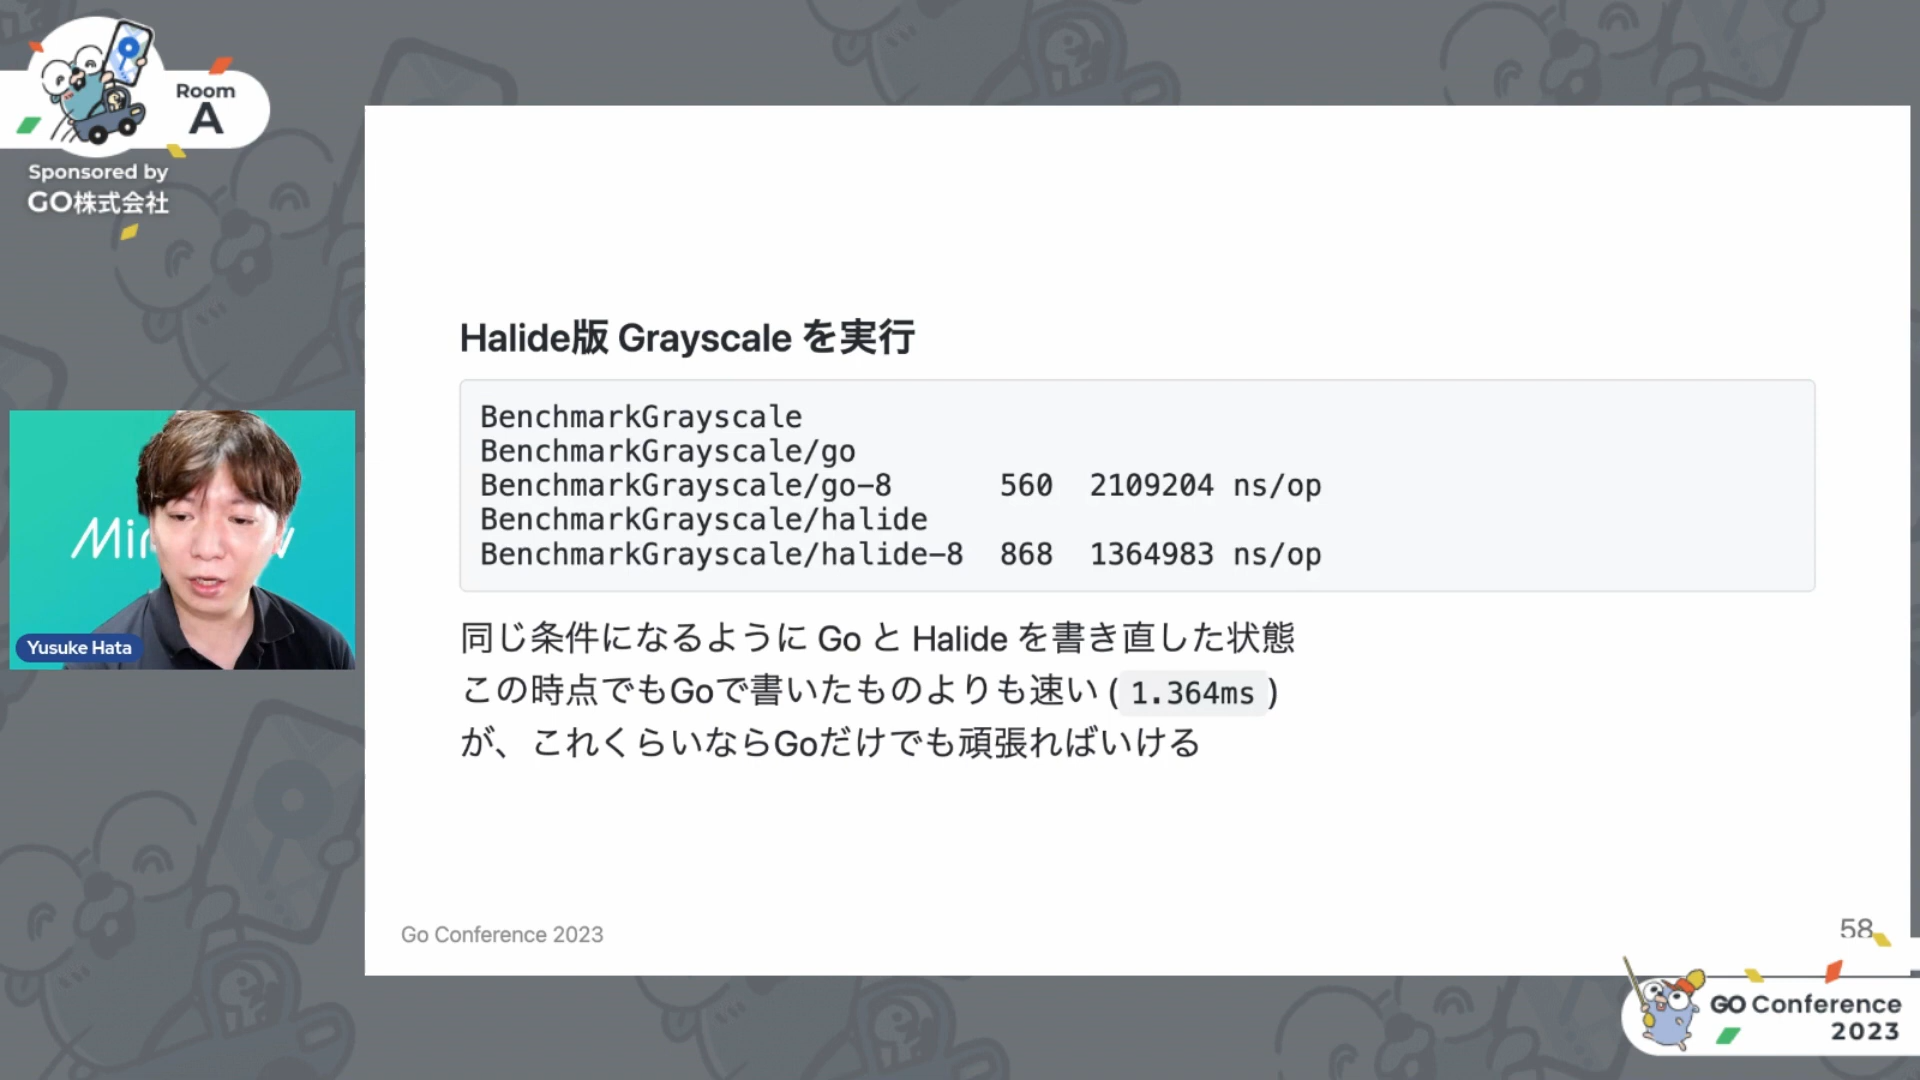 Room
A
Sponsored by
GO株式会社
Yusuke Hata
Halide版 Grayscale を実行
BenchmarkGrayscale
BenchmarkGrayscale/go
BenchmarkGrayscale/go-8 560 2109204 ns/op
BenchmarkGrayscale/halide
BenchmarkGrayscale/halide-8 868 1364983 ns/op
同じ条件になるように Go と Halide を書き直した状態
この時点でもGoで書いたものよりも速い ( 1.364ms )
が、これくらいならGoだけでも頑張ればいける
Go Conference 2023
58
GO Conference
2023